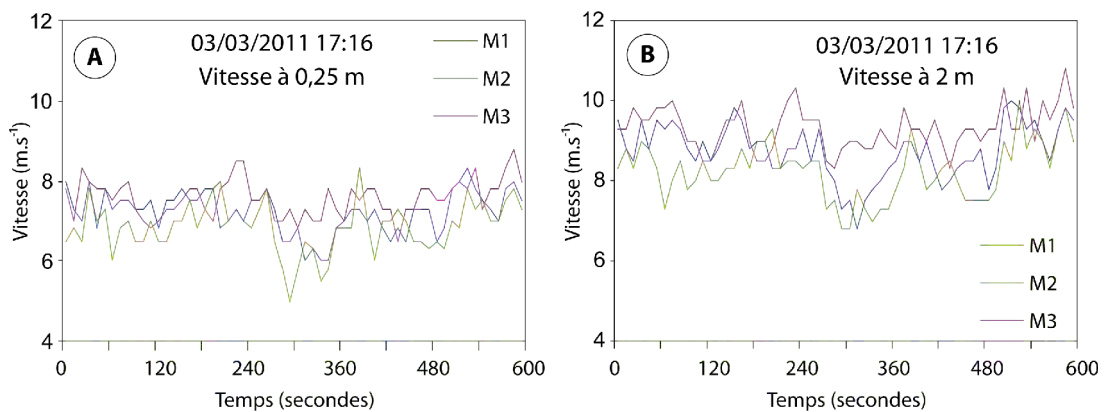 A
03/03/2011 17:16
Vitesse à 0,25 m
M1
M2
M3
Vitesse (m.s⁻¹)
12
10
8
6
4
0
120
240
360
480
600
Temps (secondes)
B
03/03/2011 17:16
Vitesse à 2 m
M1
M2
M3
Vitesse (m.s⁻¹)
12
10
8
6
4
0
120
240
360
480
600
Temps (secondes)